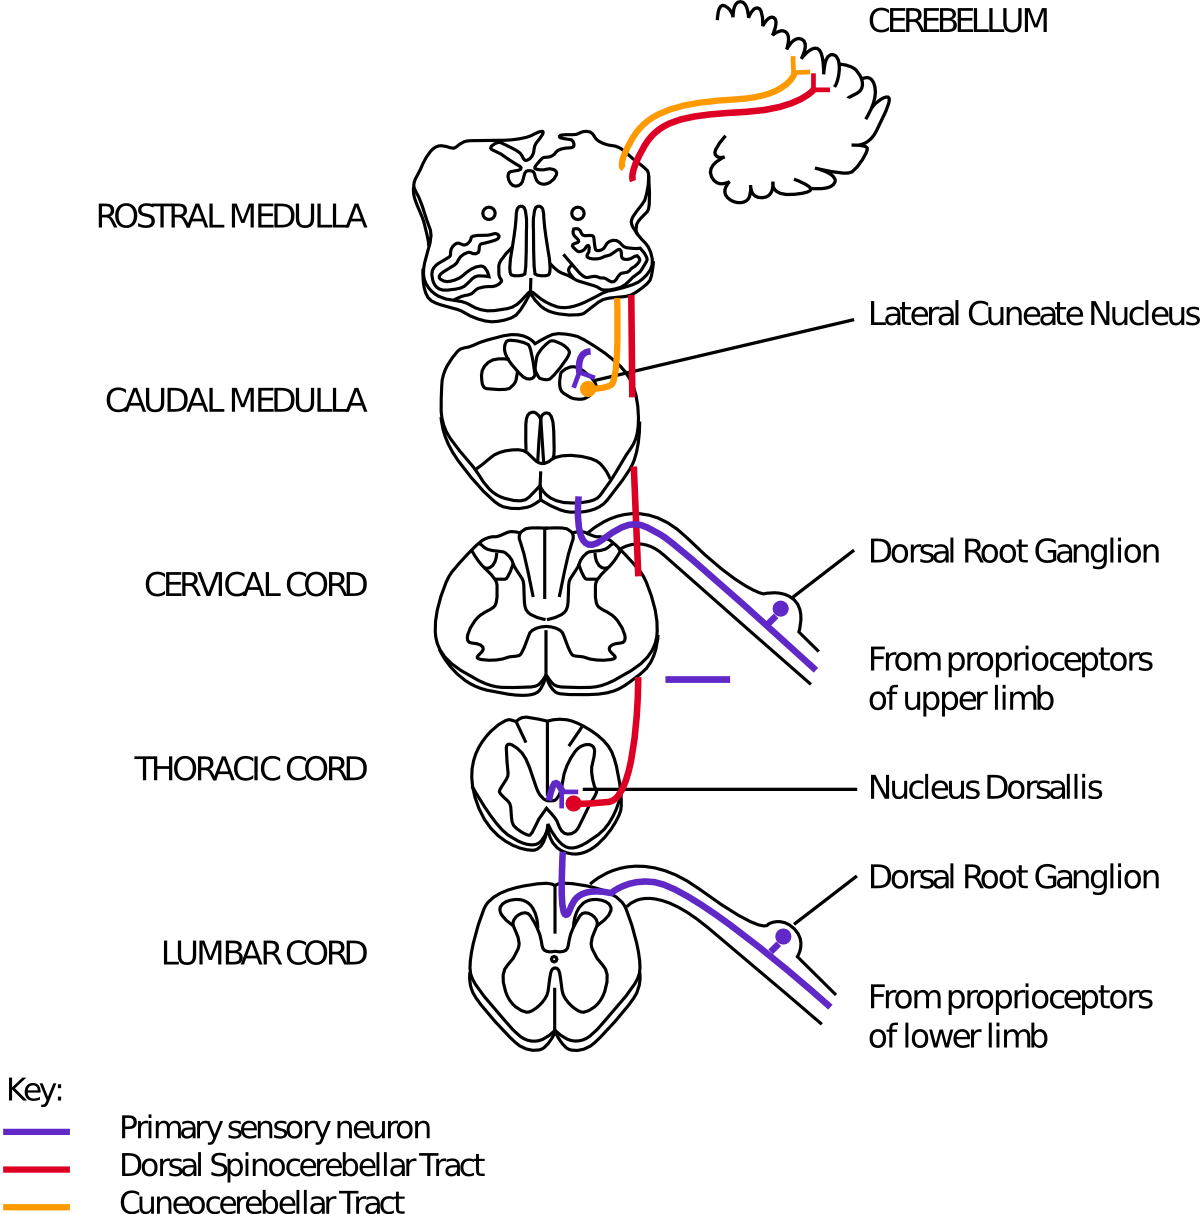 CEREBELLUM
ROSTRAL MEDULLA
Lateral Cuneate Nucleus
CAUDAL MEDULLA
Dorsal Root Ganglion
CERVICAL CORD
From proprioceptors
of upper limb
THORACIC CORD
Nucleus Dorsallis
Dorsal Root Ganglion
LUMBAR CORD
From proprioceptors
of lower limb
Key:
Primary sensory neuron
Dorsal Spinocerebellar Tract
Cuneocerebellar Tract